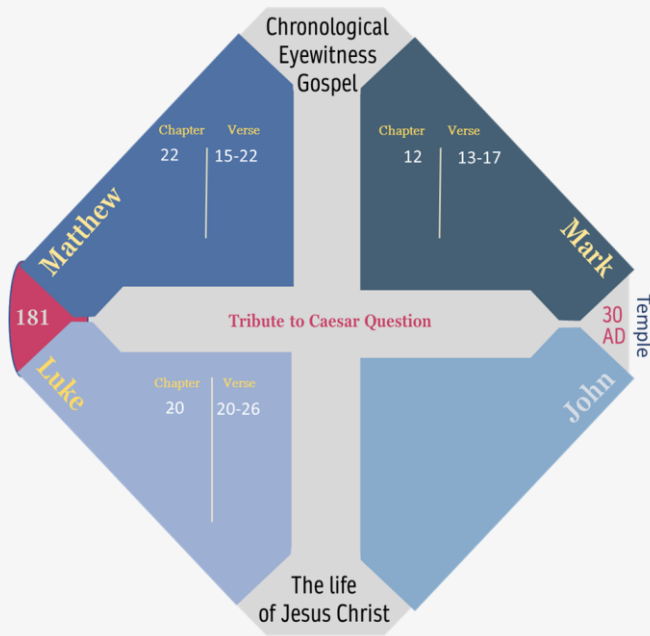 Chronological
Eyewitness
Gospel
Chapter Verse
22 15-22
Matthew
Chapter Verse
12 13-17
Mark
181
Tribute to Caesar Question
30
AD
Temple
Luke
Chapter Verse
20 20-26
John
The life
of Jesus Christ